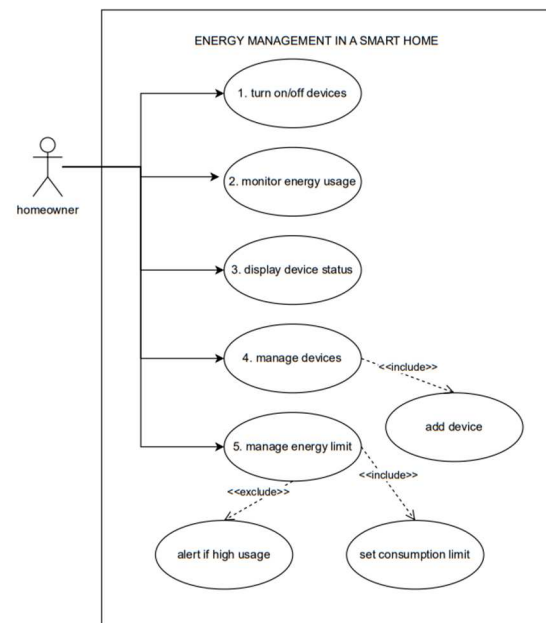 ENERGY MANAGEMENT IN A SMART HOME
1. turn on/off devices
2. monitor energy usage
homeowner
3. display device status
4. manage devices
<<include>>
add device
5. manage energy limit
<<include>>
<<exclude>>
alert if high usage
set consumption limit